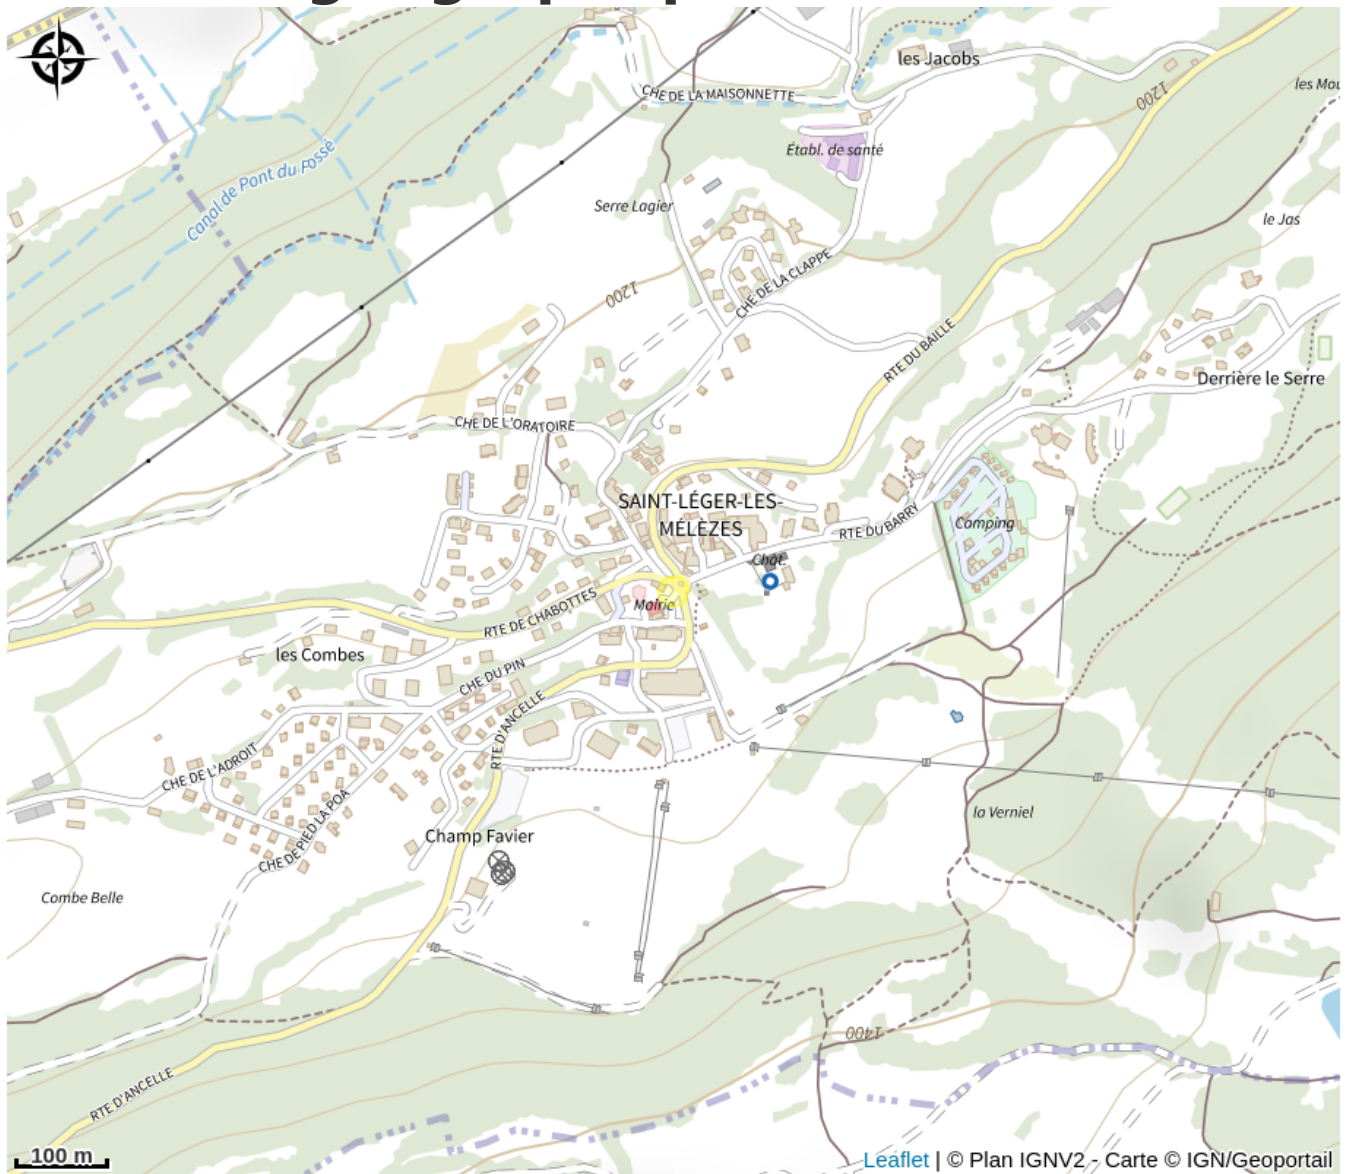 les Jacobs
CHE DE LA MAISONNETTE
1200
les Mou
Établ. de santé
Canal de Pont du Fossé
Serre Lagier
le Jas
CHE DE LA CLAPPE
1200
RTE DU BAILLE
Derrière le Serre
CHE DE L'ORATOIRE
SAINT-LÉGER-LES-
MÉLÈZES
Camping
RTE DU BARRY
Chât.
Mairie
RTE DE CHABOTTES
les Combes
CHE DU PIN
RTE D'ANCELLE
CHE DE L'ADROIT
CHE DE PIED LA POA
la Verniel
Champ Favier
Combe Belle
1400
RTE D'ANCELLE
100 m
Leaflet | © Plan IGNV2 - Carte © IGN/Geoportail